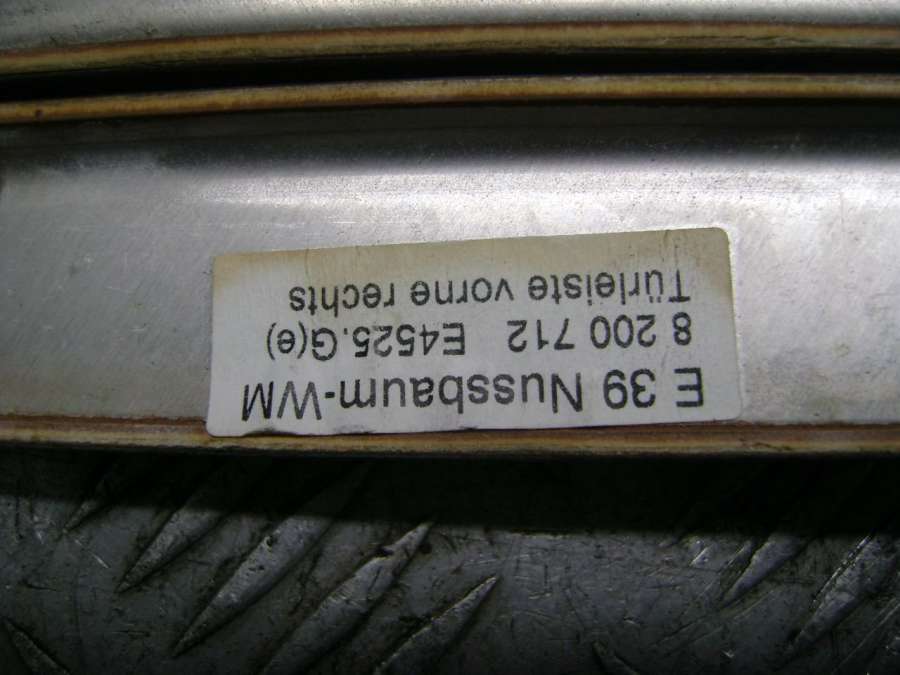 E 39 Nussbaum-WM
8 200 712 E4525.G(e)
Türleiste vorne rechts